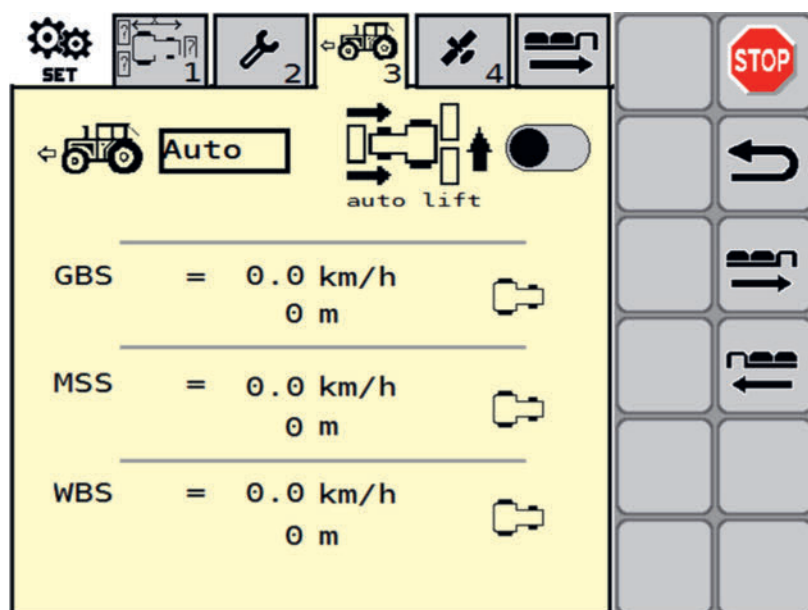 SET
? ? ? X 1
2
3
4
STOP
Auto
auto lift
GBS = 0.0 km/h
0 m
MSS = 0.0 km/h
0 m
WBS = 0.0 km/h
0 m